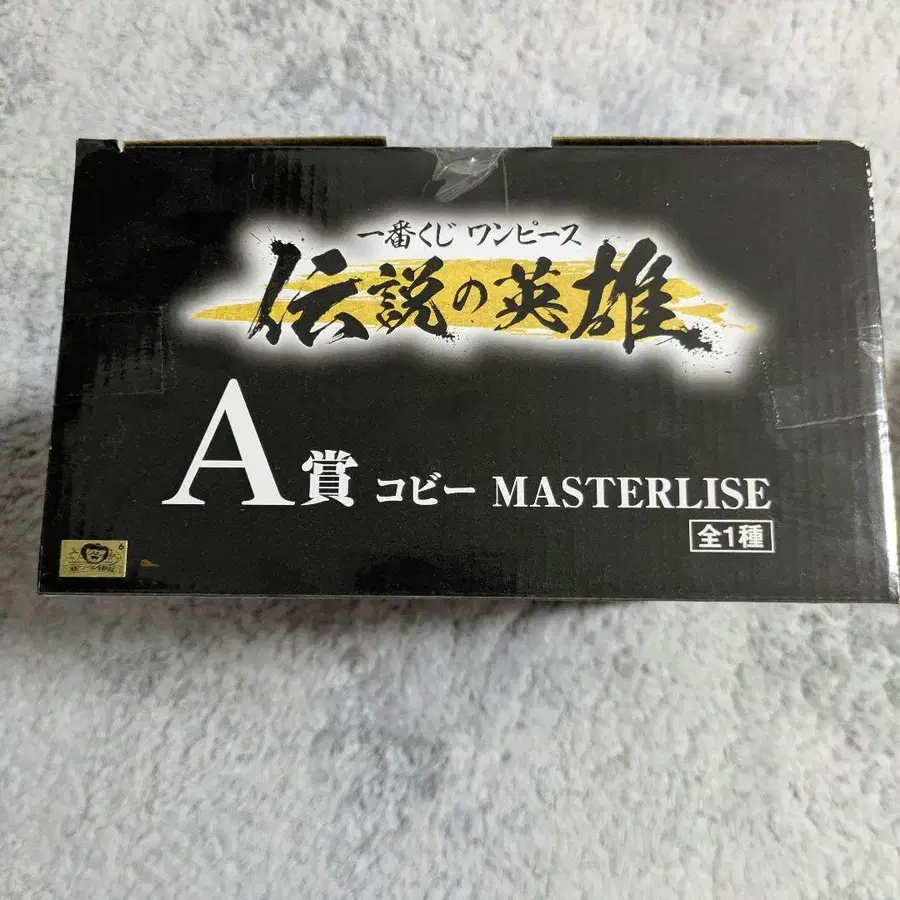 一番くじ ワンピース
伝説の英雄
A賞 コビー MASTERLISE
全1種